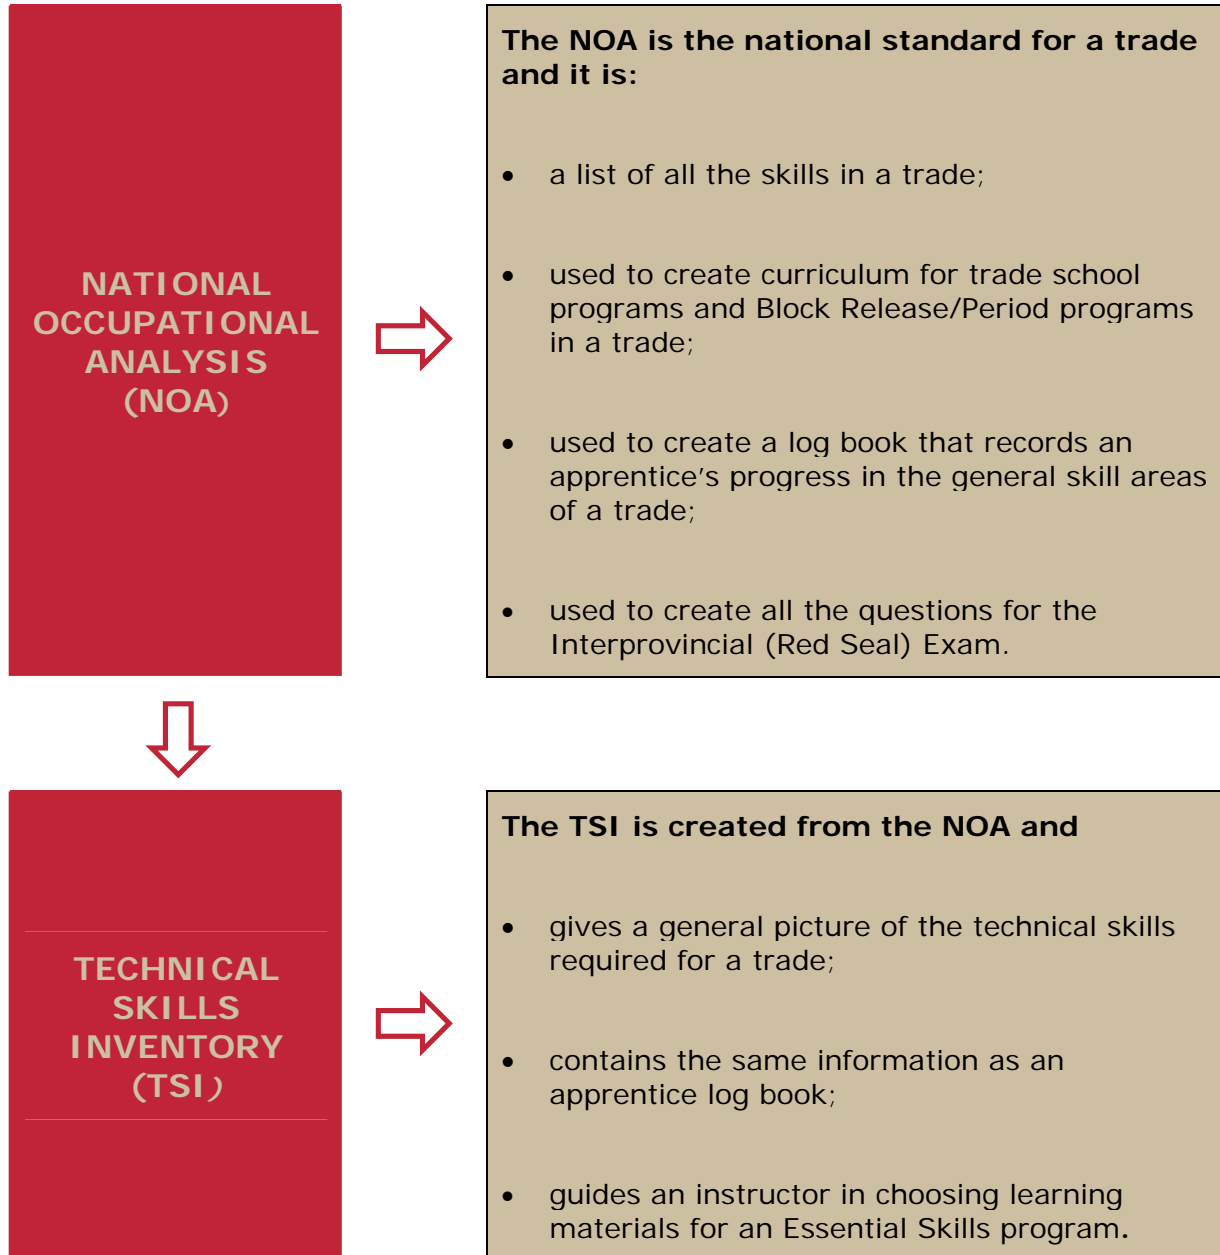 NATIONAL
OCCUPATIONAL
ANALYSIS
(NOA)
The NOA is the national standard for a trade
and it is:
• a list of all the skills in a trade;
• used to create curriculum for trade school
programs and Block Release/Period programs
in a trade;
• used to create a log book that records an
apprentice’s progress in the general skill areas
of a trade;
• used to create all the questions for the
Interprovincial (Red Seal) Exam.
TECHNICAL
SKILLS
INVENTORY
(TSI)
The TSI is created from the NOA and
• gives a general picture of the technical skills
required for a trade;
• contains the same information as an
apprentice log book;
• guides an instructor in choosing learning
materials for an Essential Skills program.